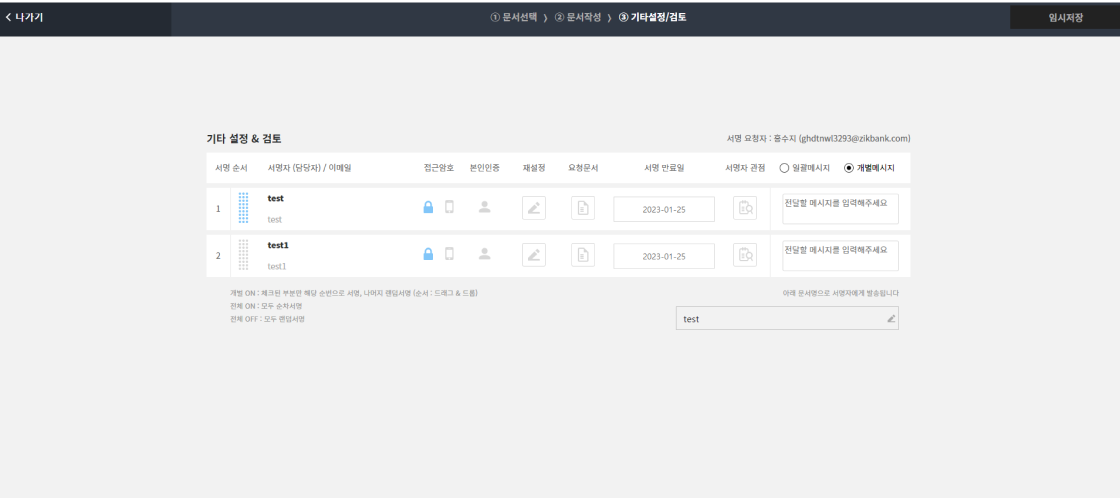 < 나가기
① 문서선택 > ② 문서작성 > ③ 기타설정/검토
임시저장
기타 설정 & 검토
서명 요청자 : 홍수지 (ghdtnwl3293@zikbank.com)
서명 순서 서명자 (담당자) / 이메일 접근암호 본인인증 재설정 요청문서 서명 만료일 서명자 관점 일괄메시지 개별메시지
1 test 2023-01-25 전달할 메시지를 입력해주세요
test
2 test1 2023-01-25 전달할 메시지를 입력해주세요
test1
개별 ON : 체크된 부분만 해당 순번으로 서명, 나머지 랜덤서명 (순서 : 드래그 & 드롭)
전체 ON : 모두 순차서명
전체 OFF : 모두 랜덤서명
아래 문서명으로 서명자에게 발송됩니다
test